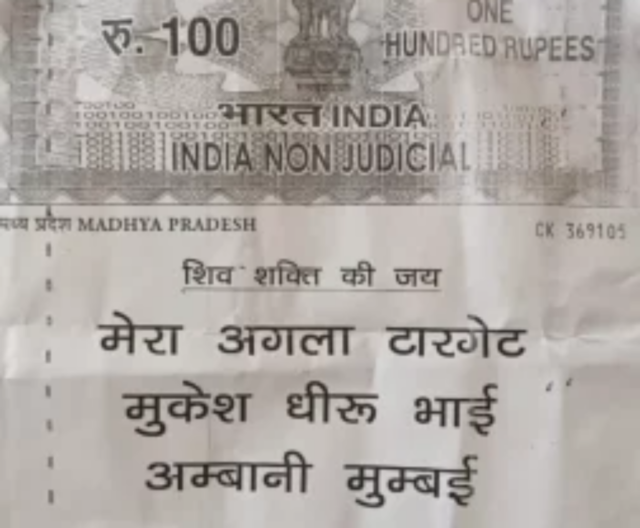 रु. 100
ONE
HUNDRED RUPEES
भारत INDIA
INDIA NON JUDICIAL
मध्य प्रदेश MADHYA PRADESH
CK 369105
शिव शक्ति की जय
मेरा अगला टारगेट
मुकेश धीरू भाई
अम्बानी मुम्बई